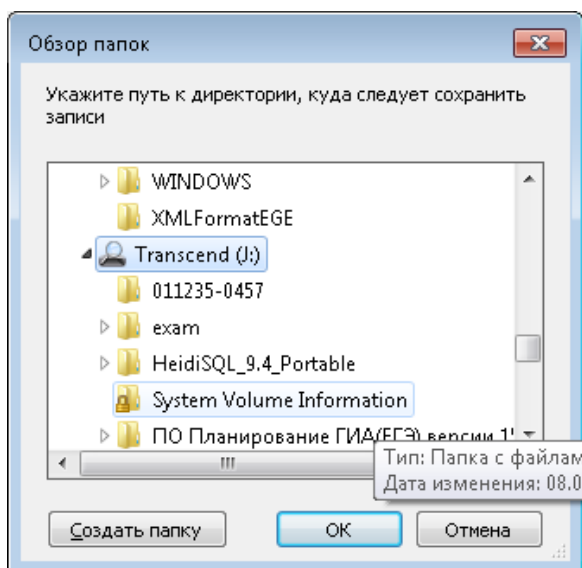 Обзор папок
Укажите путь к директории, куда следует сохранить
записи
WINDOWS
XMLFormatEGE
Transcend (J:)
011235-0457
exam
HeidiSQL_9.4_Portable
System Volume Information
ПО Планирование ГИА(ЕГЭ) версии 1
Тип: Папка с файлам
Дата изменения: 08.0
Создать папку
ОК
Отмена